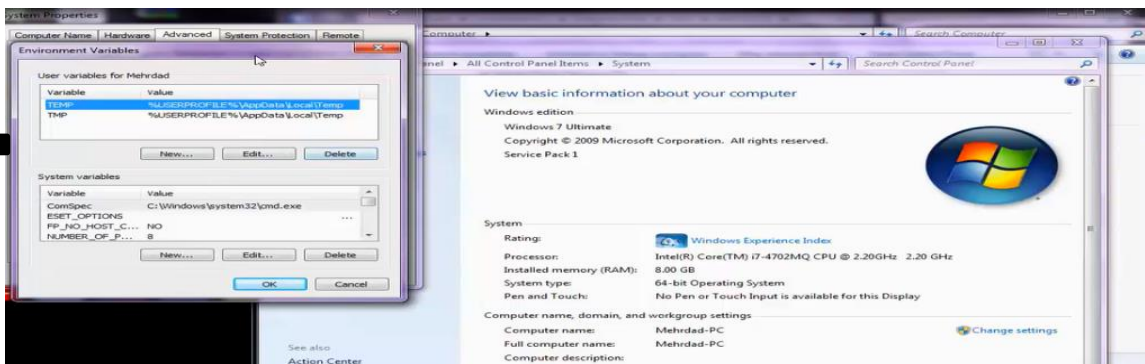 System Properties
Computer Name Hardware Advanced System Protection Remote
Environment Variables
User variables for Mehrdad
Variable Value
TEMP %USERPROFILE%\AppData\Local\Temp
TMP %USERPROFILE%\AppData\Local\Temp
New... Edit... Delete
System variables
Variable Value
ComSpec C:\Windows\system32\cmd.exe
ESET_OPTIONS ...
FP_NO_HOST_C... NO
NUMBER_OF_P... 8
New... Edit... Delete
OK Cancel
Computer
Search Computer
All Control Panel Items System
Search Control Panel
View basic information about your computer
Windows edition
Windows 7 Ultimate
Copyright © 2009 Microsoft Corporation. All rights reserved.
Service Pack 1
System
Rating: Windows Experience Index
Processor: Intel(R) Core(TM) i7-4702MQ CPU @ 2.20GHz 2.20 GHz
Installed memory (RAM): 8.00 GB
System type: 64-bit Operating System
Pen and Touch: No Pen or Touch Input is available for this Display
Computer name, domain, and workgroup settings
Computer name: Mehrdad-PC
Change settings
Full computer name: Mehrdad-PC
Computer description:
See also
Action Center